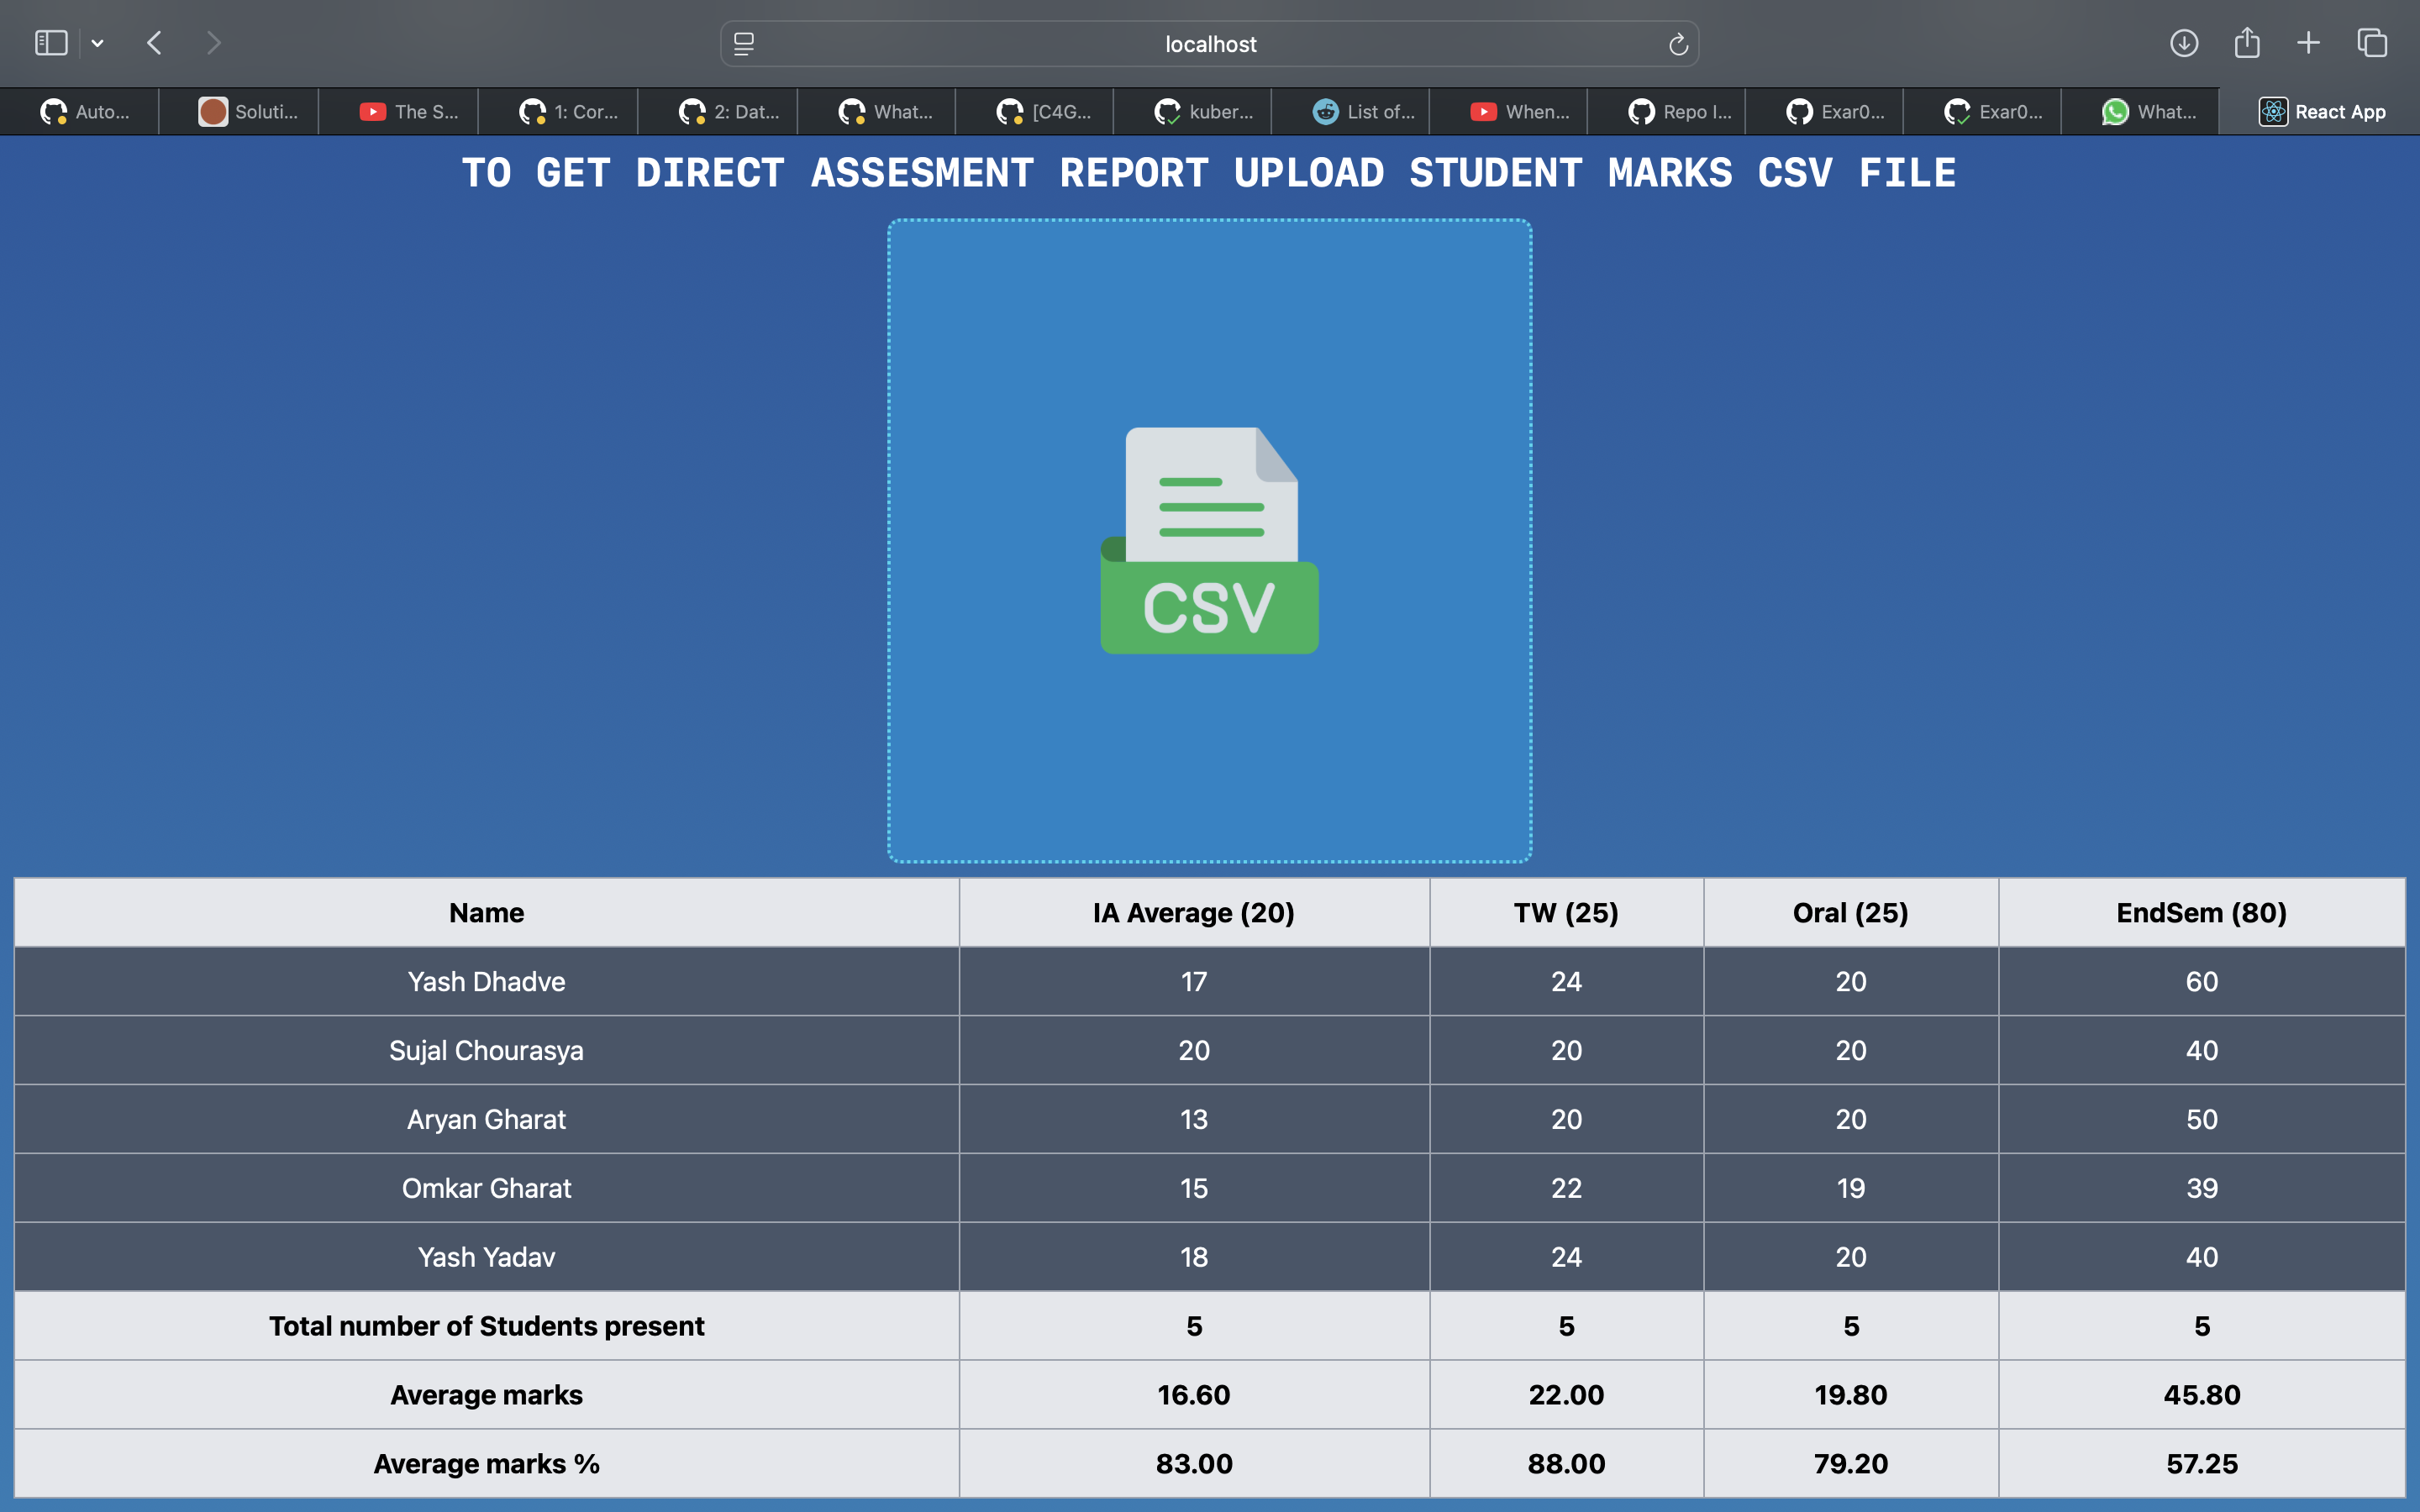 localhost
Auto... Soluti... The S... 1: Cor... 2: Dat... What... [C4G... kuber... List of... When... Repo I... Exar0... Exar0... What... React App
TO GET DIRECT ASSESMENT REPORT UPLOAD STUDENT MARKS CSV FILE
CSV
Name IA Average (20) TW (25) Oral (25) EndSem (80)
Yash Dhadve 17 24 20 60
Sujal Chourasya 20 20 20 40
Aryan Gharat 13 20 20 50
Omkar Gharat 15 22 19 39
Yash Yadav 18 24 20 40
Total number of Students present 5 5 5 5
Average marks 16.60 22.00 19.80 45.80
Average marks % 83.00 88.00 79.20 57.25